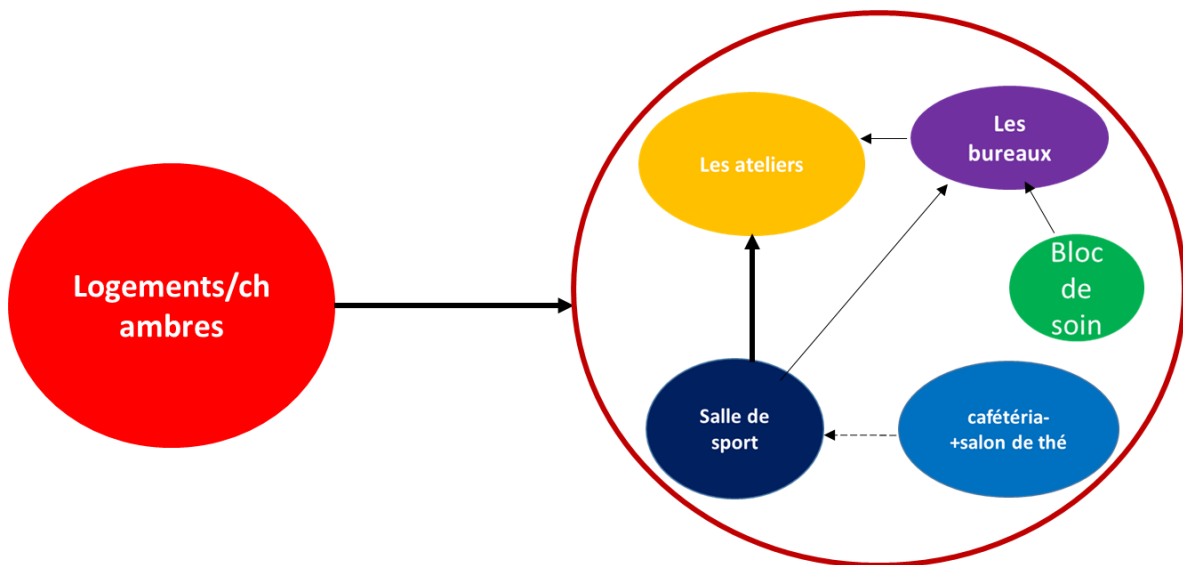 Logements/ch
ambres
Les ateliers
Les
bureaux
Bloc
de
soin
Salle de
sport
cafétéria-
+salon de thé